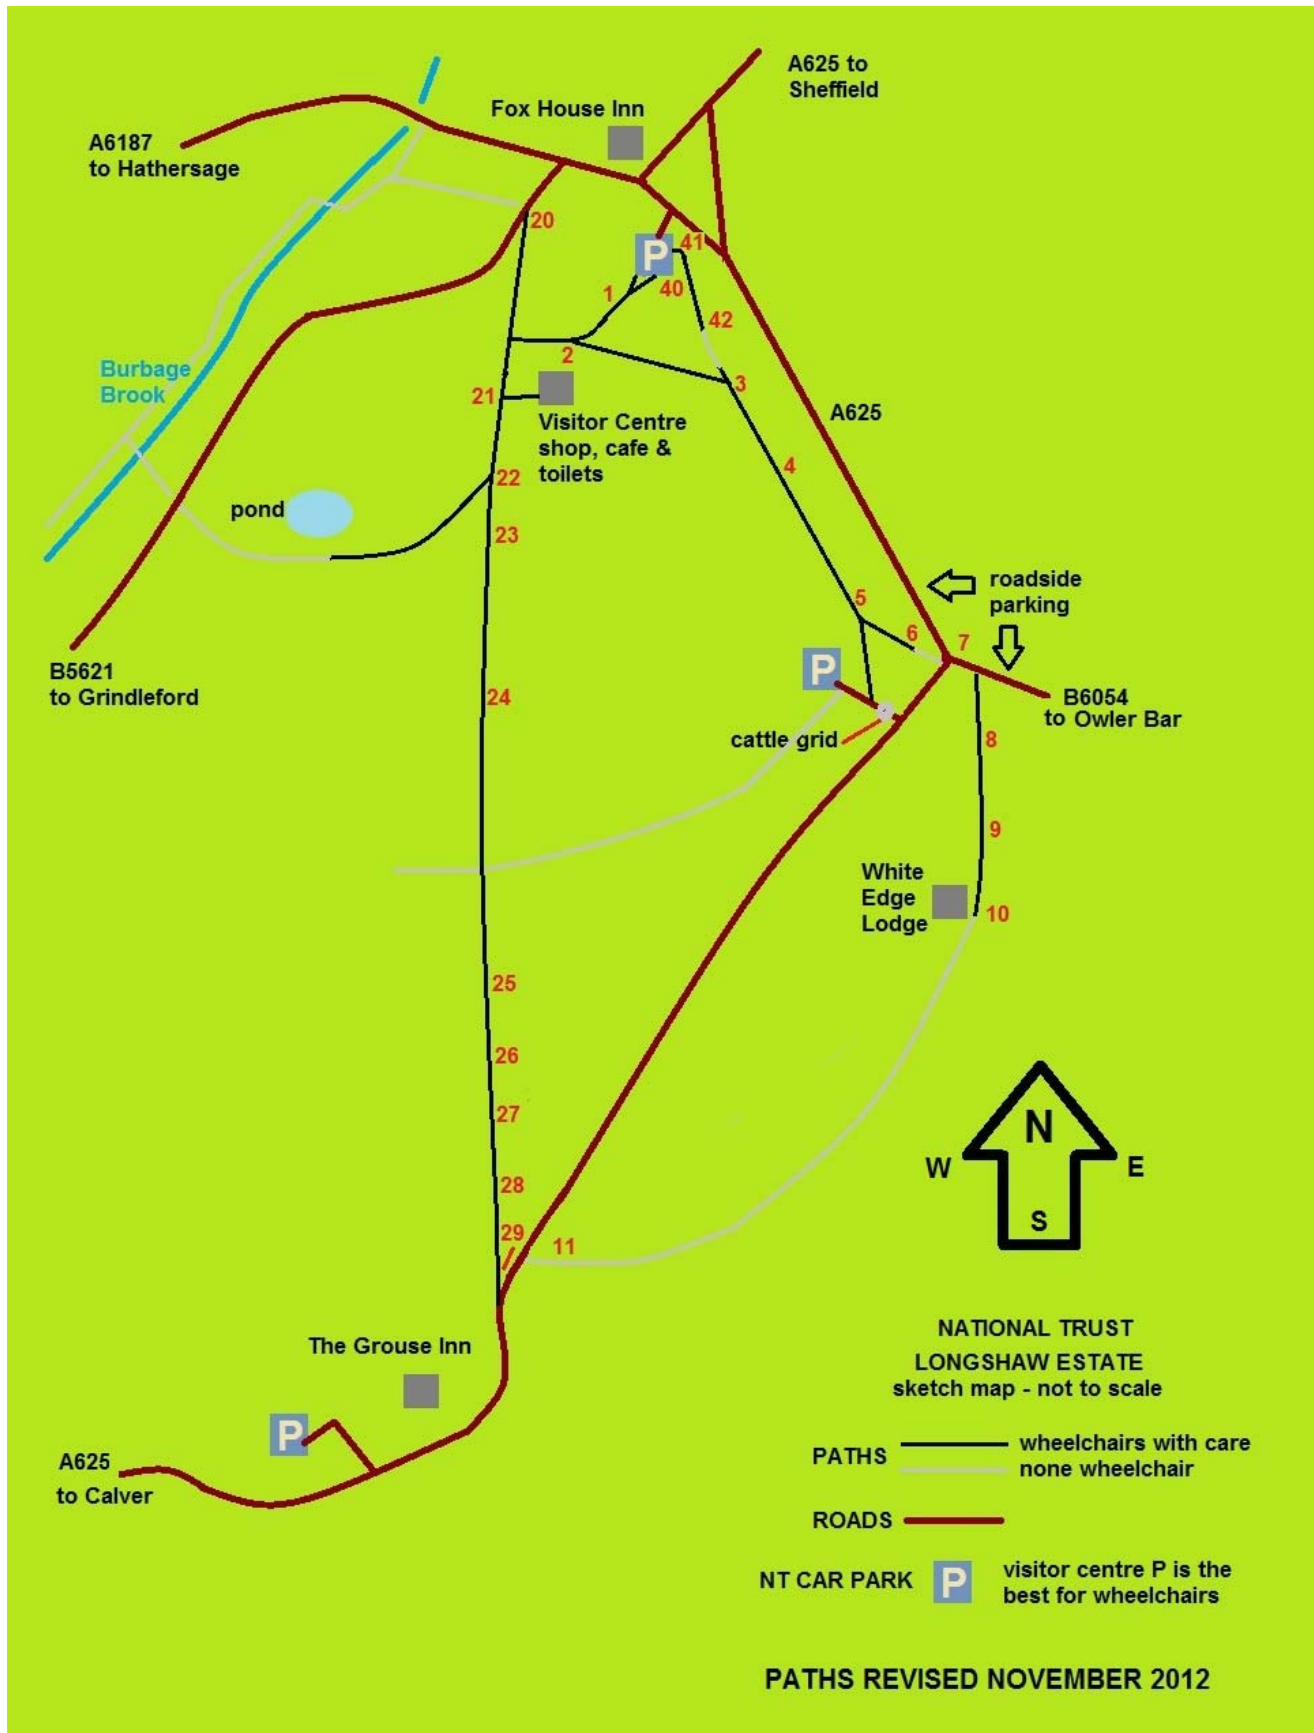 A625 to
Sheffield
Fox House Inn
A6187
to Hathersage
20
P
41
1
40
42
2
3
Burbage
Brook
21
A625
Visitor Centre
shop, cafe &
toilets
4
22
pond
23
roadside
parking
5
6
7
P
B5621
to Grindleford
24
B6054
to Owler Bar
cattle grid
8
9
White
Edge
Lodge
10
25
26
27
N
W
E
S
28
29
11
The Grouse Inn
NATIONAL TRUST
LONGSHAW ESTATE
sketch map - not to scale
P
A625
to Calver
PATHS
wheelchairs with care
none wheelchair
ROADS
NT CAR PARK
P
visitor centre P is the
best for wheelchairs
PATHS REVISED NOVEMBER 2012